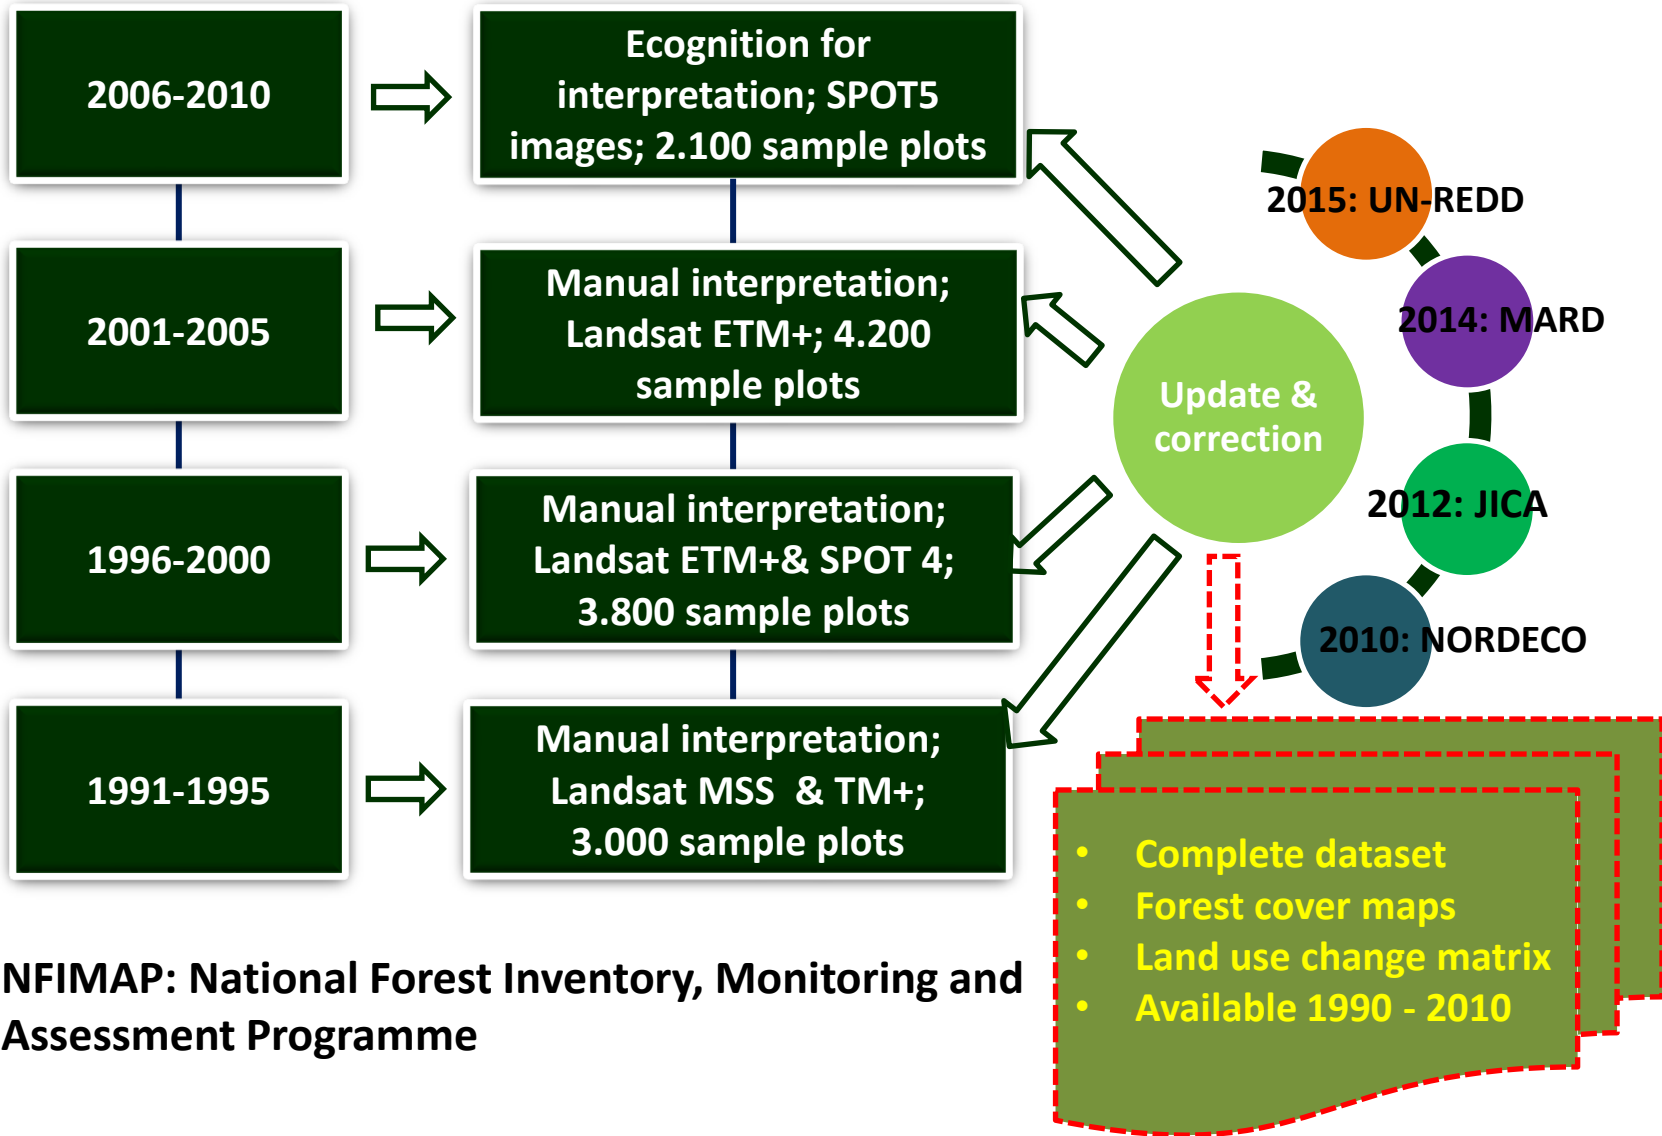 2006-2010
Ecognition for
interpretation; SPOT5
images; 2.100 sample plots
2001-2005
Manual interpretation;
Landsat ETM+; 4.200
sample plots
1996-2000
Manual interpretation;
Landsat ETM+& SPOT 4;
3.800 sample plots
1991-1995
Manual interpretation;
Landsat MSS & TM+;
3.000 sample plots
Update &
correction
2015: UN-REDD
2014: MARD
2012: JICA
2010: NORDECO
• Complete dataset
• Forest cover maps
• Land use change matrix
• Available 1990 - 2010
NFIMAP: National Forest Inventory, Monitoring and
Assessment Programme